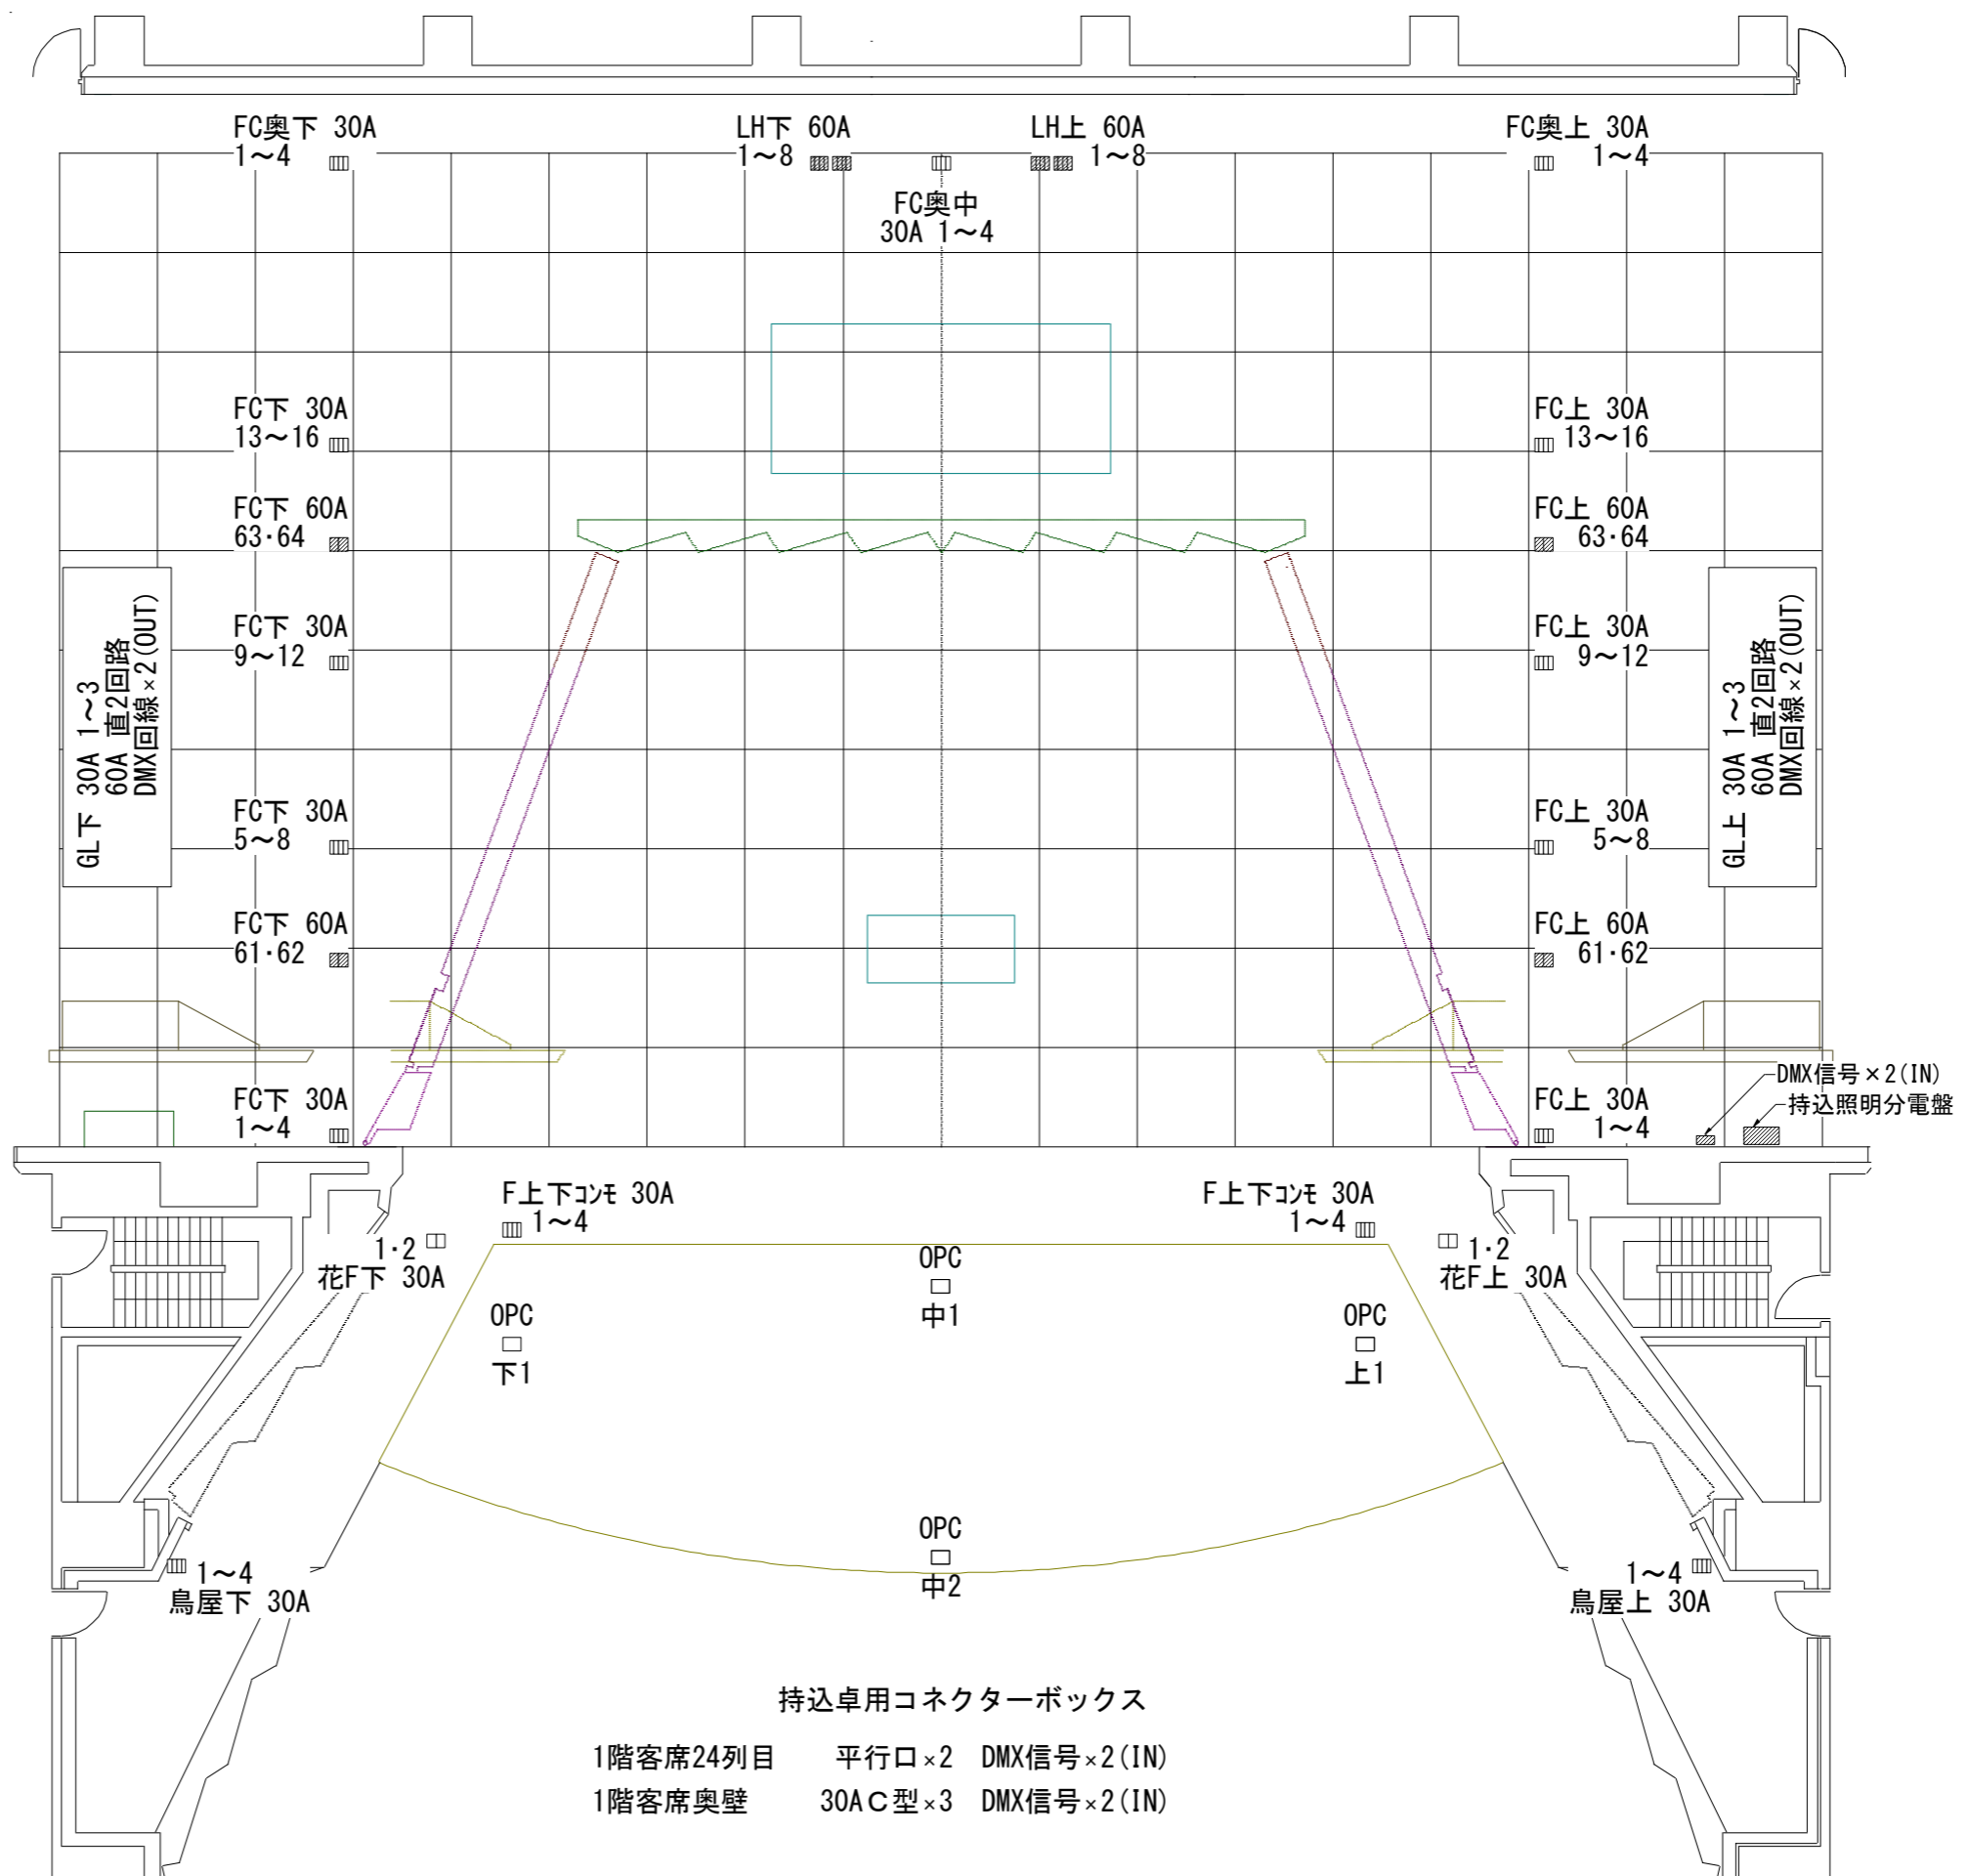 FC奥下 30A
1～4
LH下 60A
1～8
LH上 60A
1～8
FC奥上 30A
1～4
FC奥中
30A 1～4
FC下 30A
13～16
FC上 30A
13～16
FC下 60A
63･64
FC上 60A
63･64
GL下 30A 1～3
60A 直2回路
DMX回線×2(OUT)
FC下 30A
9～12
FC上 30A
9～12
GL上 30A 1～3
60A 直2回路
DMX回線×2(OUT)
FC下 30A
5～8
FC上 30A
5～8
FC下 60A
61･62
FC上 60A
61･62
DMX信号×2(IN)
持込照明分電盤
FC下 30A
1～4
FC上 30A
1～4
F上下ｺﾝﾓ 30A
1～4
F上下ｺﾝﾓ 30A
1～4
1･2
花F下 30A
1･2
花F上 30A
OPC
中1
OPC
下1
OPC
上1
OPC
中2
1～4
鳥屋下 30A
1～4
鳥屋上 30A
持込卓用コネクターボックス
1階客席24列目 平行口×2 DMX信号×2(IN)
1階客席奥壁 30AＣ型×3 DMX信号×2(IN)